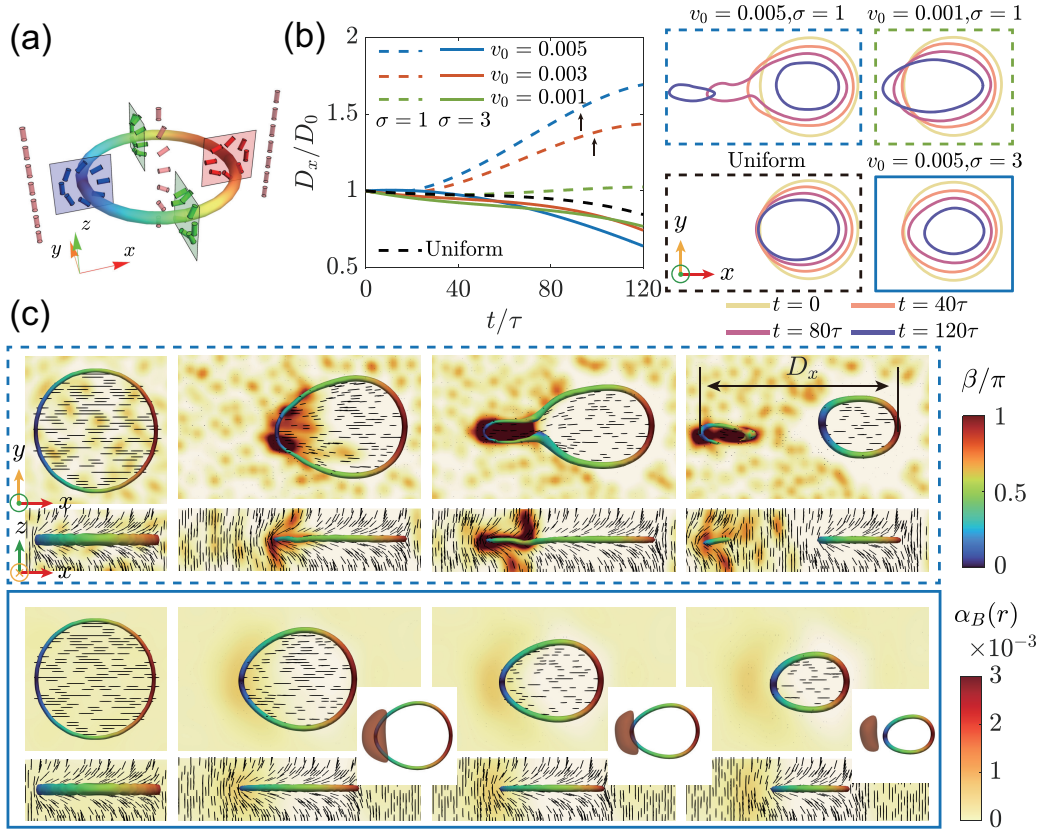 (a)
z
y
x
(b)
2
1.5
1
0.5
D_x/D_0
v_0 = 0.005
v_0 = 0.003
v_0 = 0.001
σ = 1 σ = 3
Uniform
0 40 80 120
t/τ
v_0 = 0.005, σ = 1
v_0 = 0.001,σ = 1
Uniform
v_0 = 0.005,σ = 3
y
x
t = 0
t = 40τ
t = 80τ
t = 120τ
(c)
D_x
y
x
z
x
β/π
1
0.5
0
α_B(r)
×10^{-3}
3
2
1
0